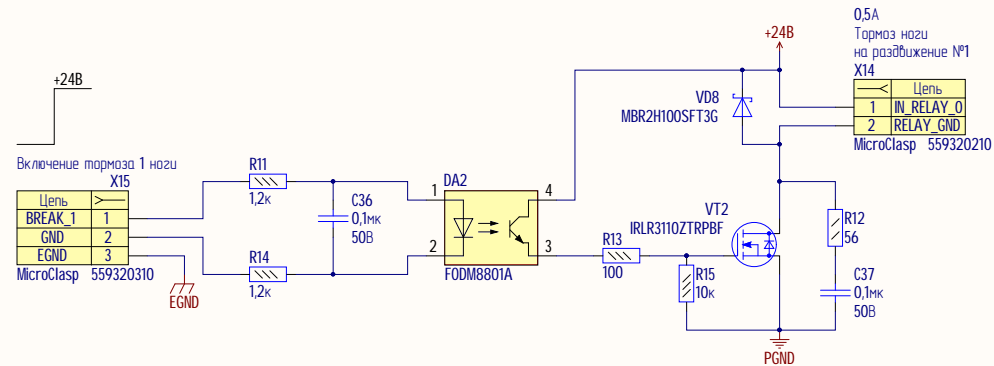 +24В
Включение тормоза 1 ноги
X15
Цепь
BREAK_1 1
GND 2
EGND 3
MicroClasp 559320310
EGND
R11
1,2к
C36
0,1мк
50В
R14
1,2к
DA2
1
2
4
3
FODM8801A
R13
100
R15
10к
VT2
IRLR3110ZTRPBF
VD8
MBR2H100SFT3G
+24В
0,5А
Тормоз ноги
на раздвижение №1
X14
Цепь
1 IN_RELAY_0
2 RELAY_GND
MicroClasp 559320210
R12
56
C37
0,1мк
50В
PGND